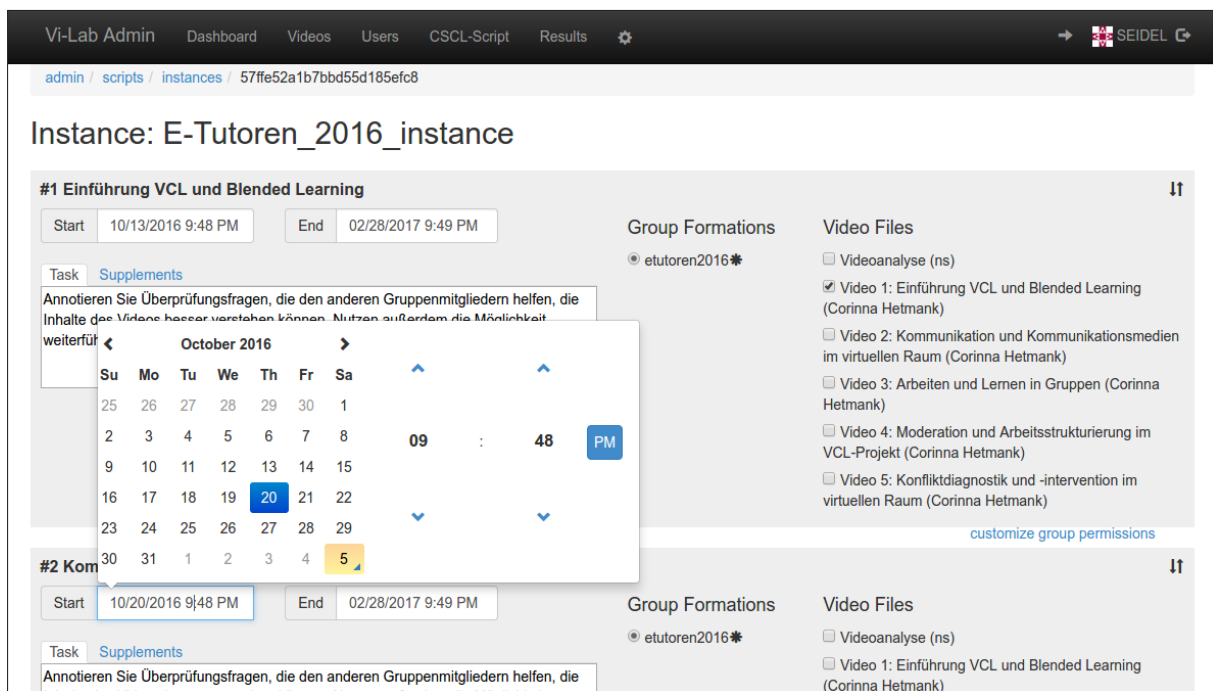 Vi-Lab Admin Dashboard Videos Users CSCL-Script Results SEIDEL
admin / scripts / instances / 57ffe52a1b7bbd55d185efc8
Instance: E-Tutoren_2016_instance
#1 Einführung VCL und Blended Learning
Start 10/13/2016 9:48 PM End 02/28/2017 9:49 PM
Task Supplements
Annotieren Sie Überprüfungsfragen, die den anderen Gruppenmitgliedern helfen, die
Inhalte des Videos besser verstehen können. Nutzen außerdem die Möglichkeit
Group Formations
etutoren2016✱
Video Files
Videoanalyse (ns)
Video 1: Einführung VCL und Blended Learning
(Corinna Hetmank)
Video 2: Kommunikation und Kommunikationsmedien
im virtuellen Raum (Corinna Hetmank)
Video 3: Arbeiten und Lernen in Gruppen (Corinna
Hetmank)
Video 4: Moderation und Arbeitsstrukturierung im
VCL-Projekt (Corinna Hetmank)
Video 5: Konfliktdiagnostik und -intervention im
virtuellen Raum (Corinna Hetmank)
customize group permissions
October 2016
Su Mo Tu We Th Fr Sa
25 26 27 28 29 30 1
2 3 4 5 6 7 8
9 10 11 12 13 14 15
16 17 18 19 20 21 22
23 24 25 26 27 28 29
30 31 1 2 3 4 5
09 : 48 PM
#2 Kom
Start 10/20/2016 9:48 PM End 02/28/2017 9:49 PM
Task Supplements
Annotieren Sie Überprüfungsfragen, die den anderen Gruppenmitgliedern helfen, die
Group Formations
etutoren2016✱
Video Files
Videoanalyse (ns)
Video 1: Einführung VCL und Blended Learning
(Corinna Hetmank)